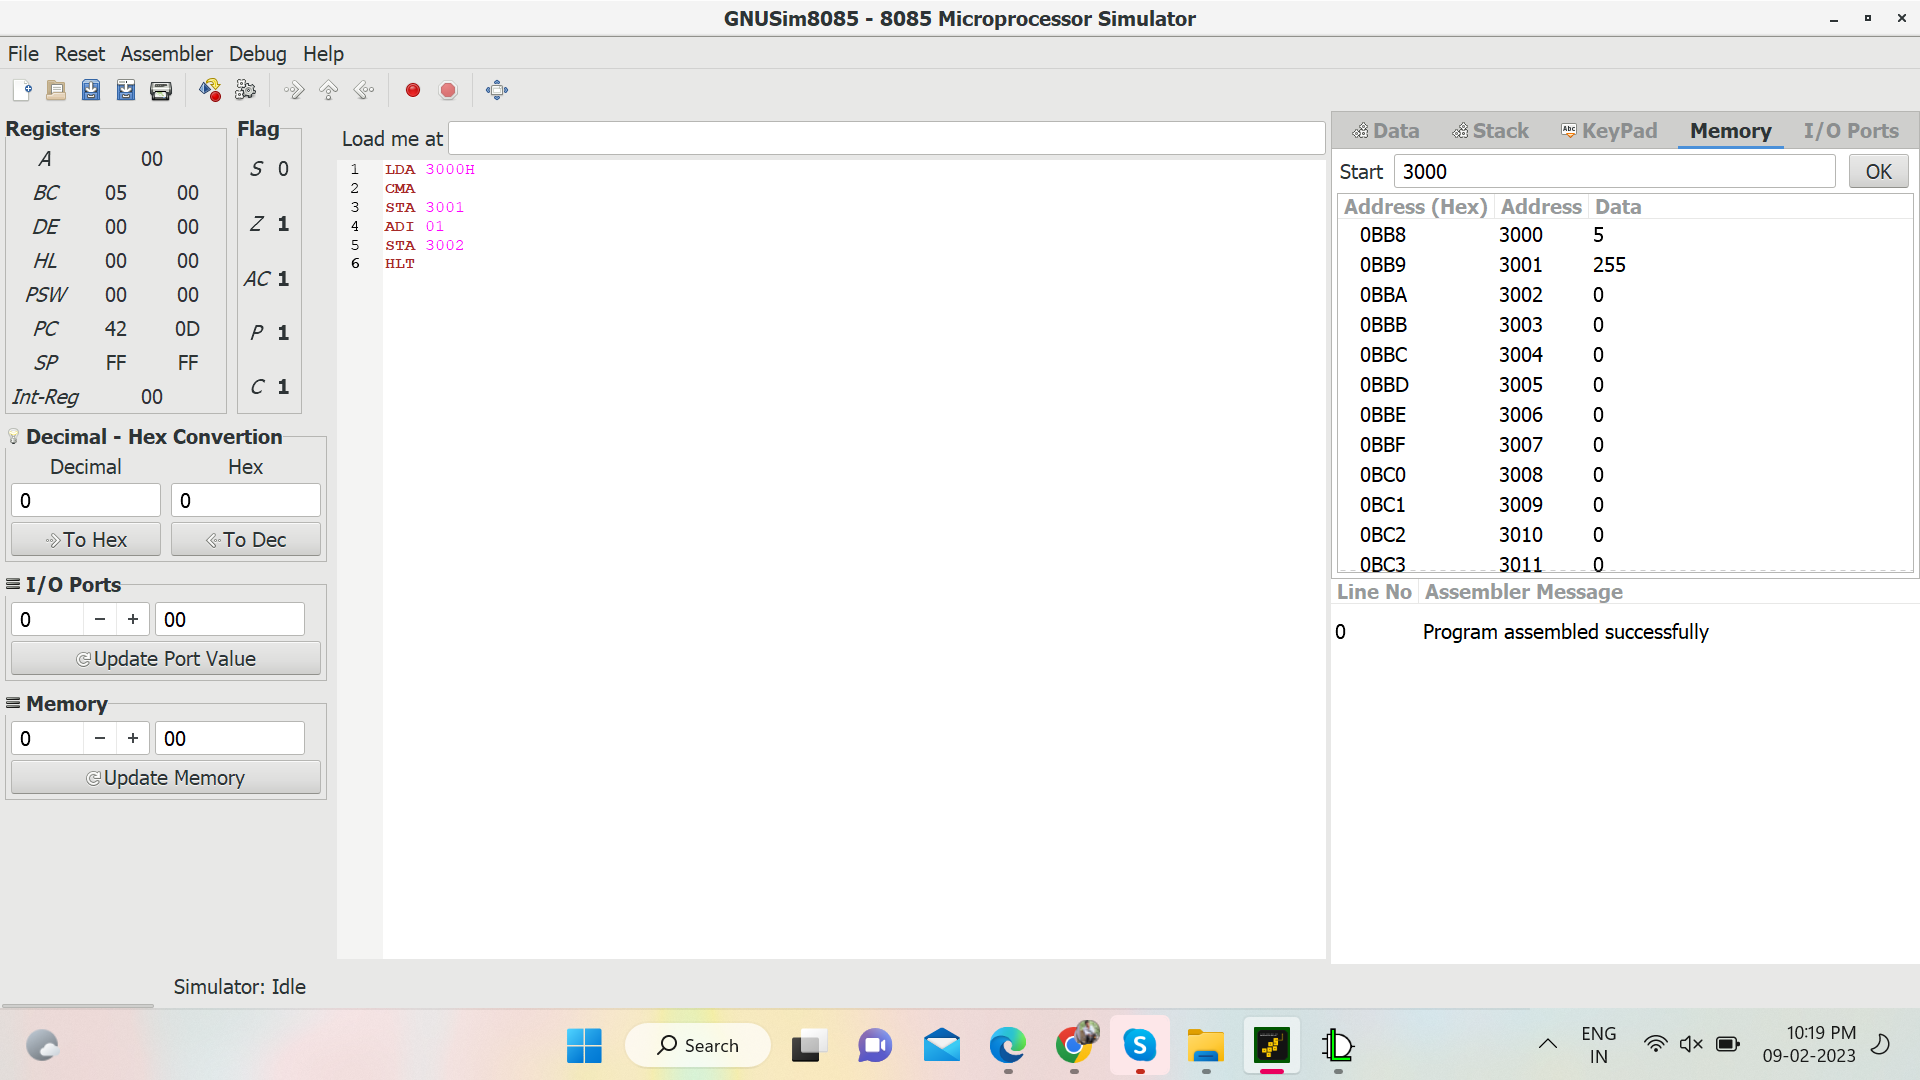 GNUSim8085 - 8085 Microprocessor Simulator
File Reset Assembler Debug Help
Registers
A 00
BC 05 00
DE 00 00
HL 00 00
PSW 00 00
PC 42 0D
SP FF FF
Int-Reg 00
Flag
S 0
Z 1
AC 1
P 1
C 1
Decimal - Hex Convertion
Decimal Hex
0 0
To Hex To Dec
I/O Ports
0 − + 00
Update Port Value
Memory
0 − + 00
Update Memory
Simulator: Idle
Load me at
1 LDA 3000H
2 CMA
3 STA 3001
4 ADI 01
5 STA 3002
6 HLT
Data Stack Abc KeyPad Memory I/O Ports
Start 3000 OK
Address (Hex) Address Data
0BB8 3000 5
0BB9 3001 255
0BBA 3002 0
0BBB 3003 0
0BBC 3004 0
0BBD 3005 0
0BBE 3006 0
0BBF 3007 0
0BC0 3008 0
0BC1 3009 0
0BC2 3010 0
0BC3 3011 0
Line No Assembler Message
0 Program assembled successfully
Search
ENG
IN
10:19 PM
09-02-2023